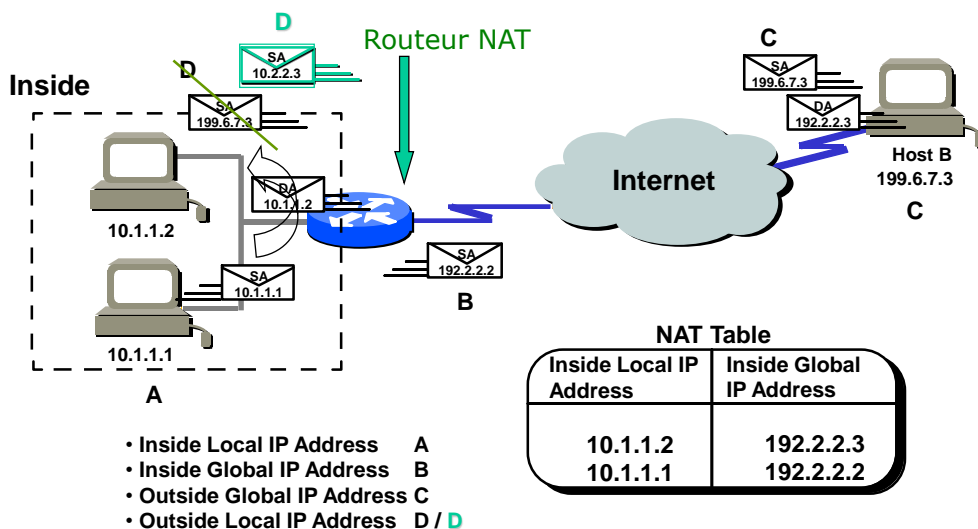 D
Routeur NAT
C
SA
10.2.2.3
D
SA
199.6.7.3
Inside
SA
199.6.7.3
DA
192.2.2.3
Host B
199.6.7.3
C
Internet
DA
10.1.1.2
10.1.1.2
SA
192.2.2.2
B
SA
10.1.1.1
10.1.1.1
A
NAT Table
Inside Local IP Address
Inside Global IP Address
10.1.1.2 192.2.2.3
10.1.1.1 192.2.2.2
• Inside Local IP Address A
• Inside Global IP Address B
• Outside Global IP Address C
• Outside Local IP Address D / D